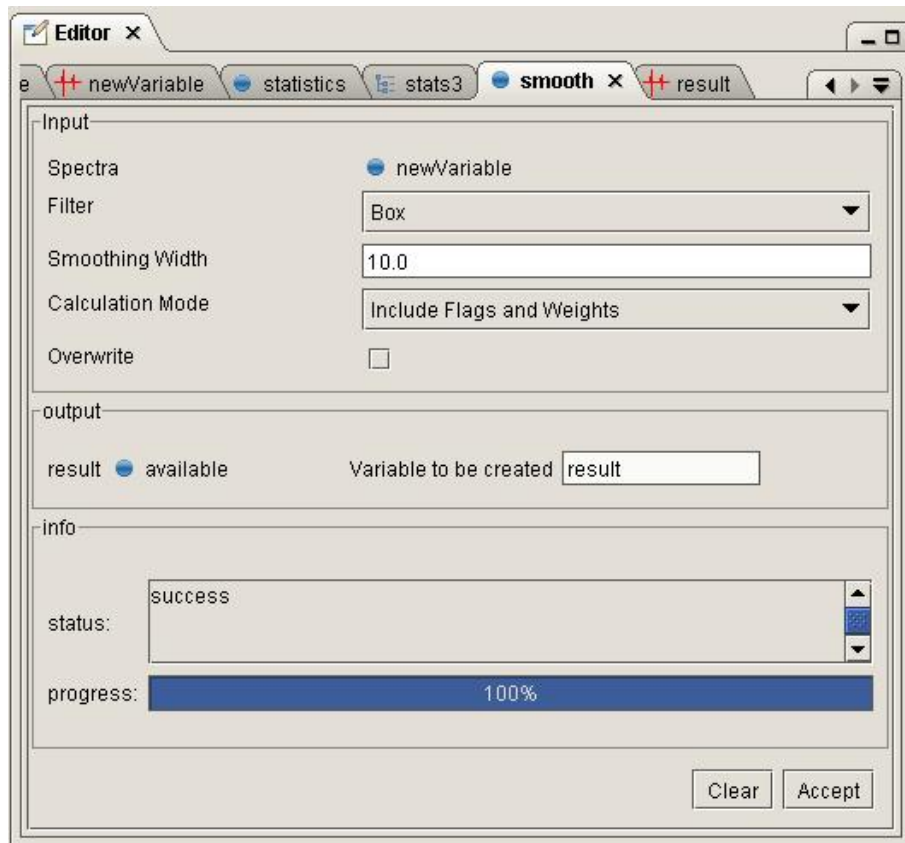 Editor
e newVariable statistics stats3 smooth result
Input
Spectra newVariable
Filter Box
Smoothing Width 10.0
Calculation Mode Include Flags and Weights
Overwrite
output
result available Variable to be created result
info
status: success
progress: 100%
Clear Accept